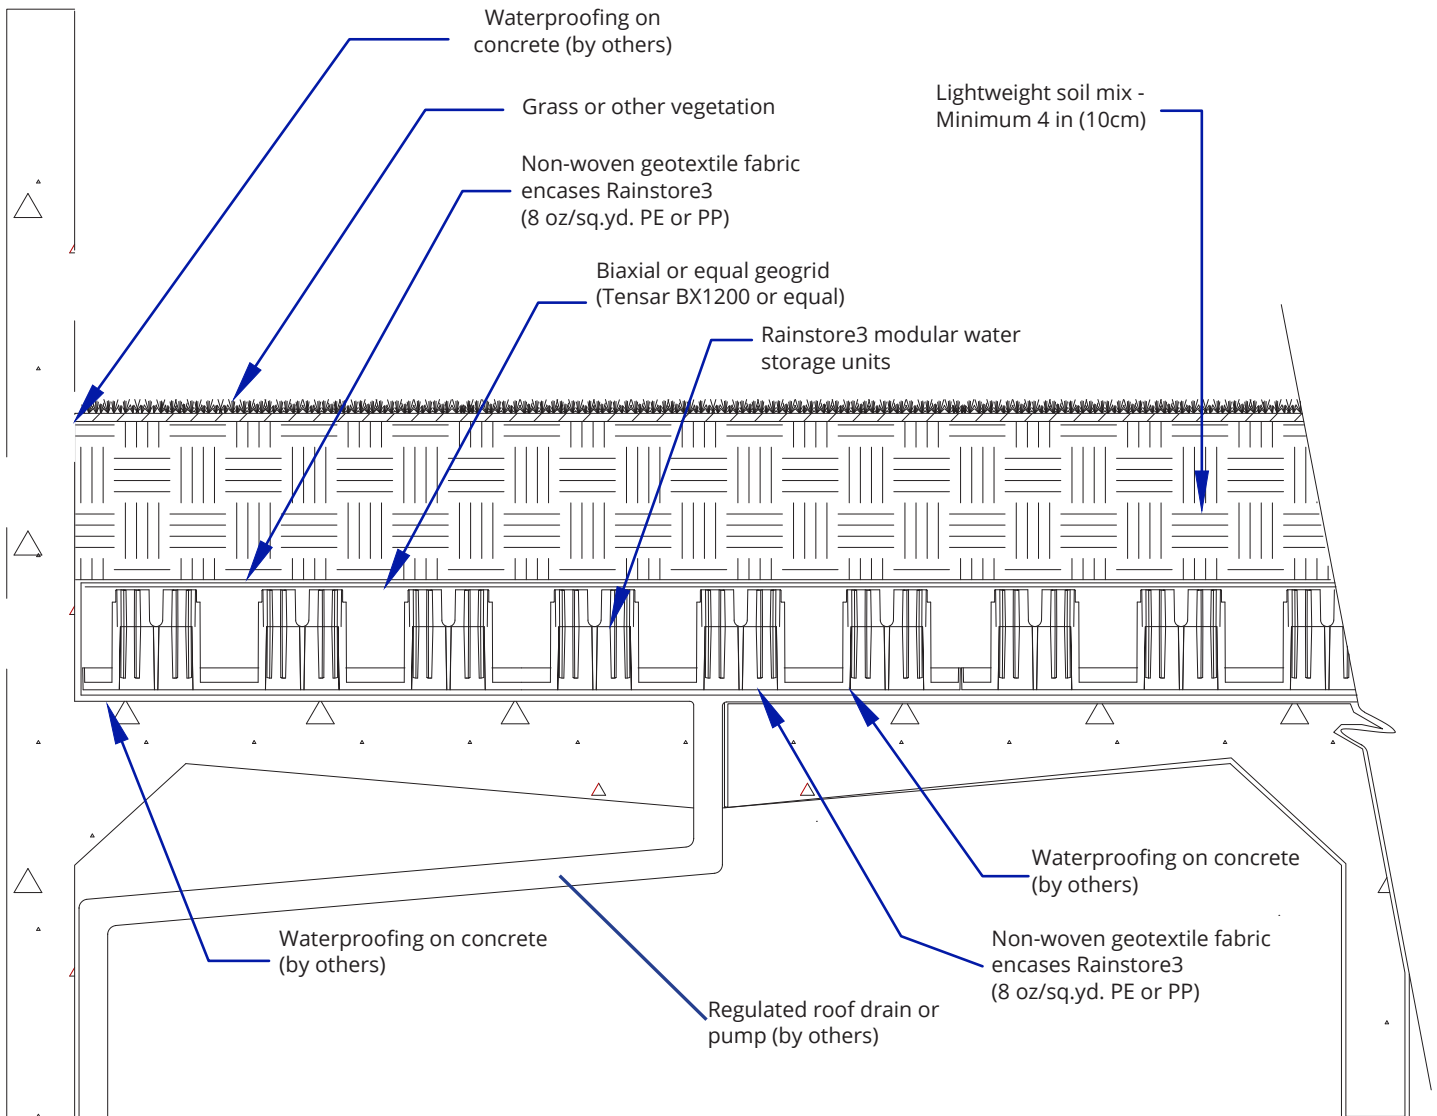 Waterproofing on
concrete (by others)
Grass or other vegetation
Lightweight soil mix -
Minimum 4 in (10cm)
Non-woven geotextile fabric
encases Rainstore3
(8 oz/sq.yd. PE or PP)
Biaxial or equal geogrid
(Tensar BX1200 or equal)
Rainstore3 modular water
storage units
Waterproofing on concrete
(by others)
Waterproofing on concrete
(by others)
Non-woven geotextile fabric
encases Rainstore3
(8 oz/sq.yd. PE or PP)
Regulated roof drain or
pump (by others)